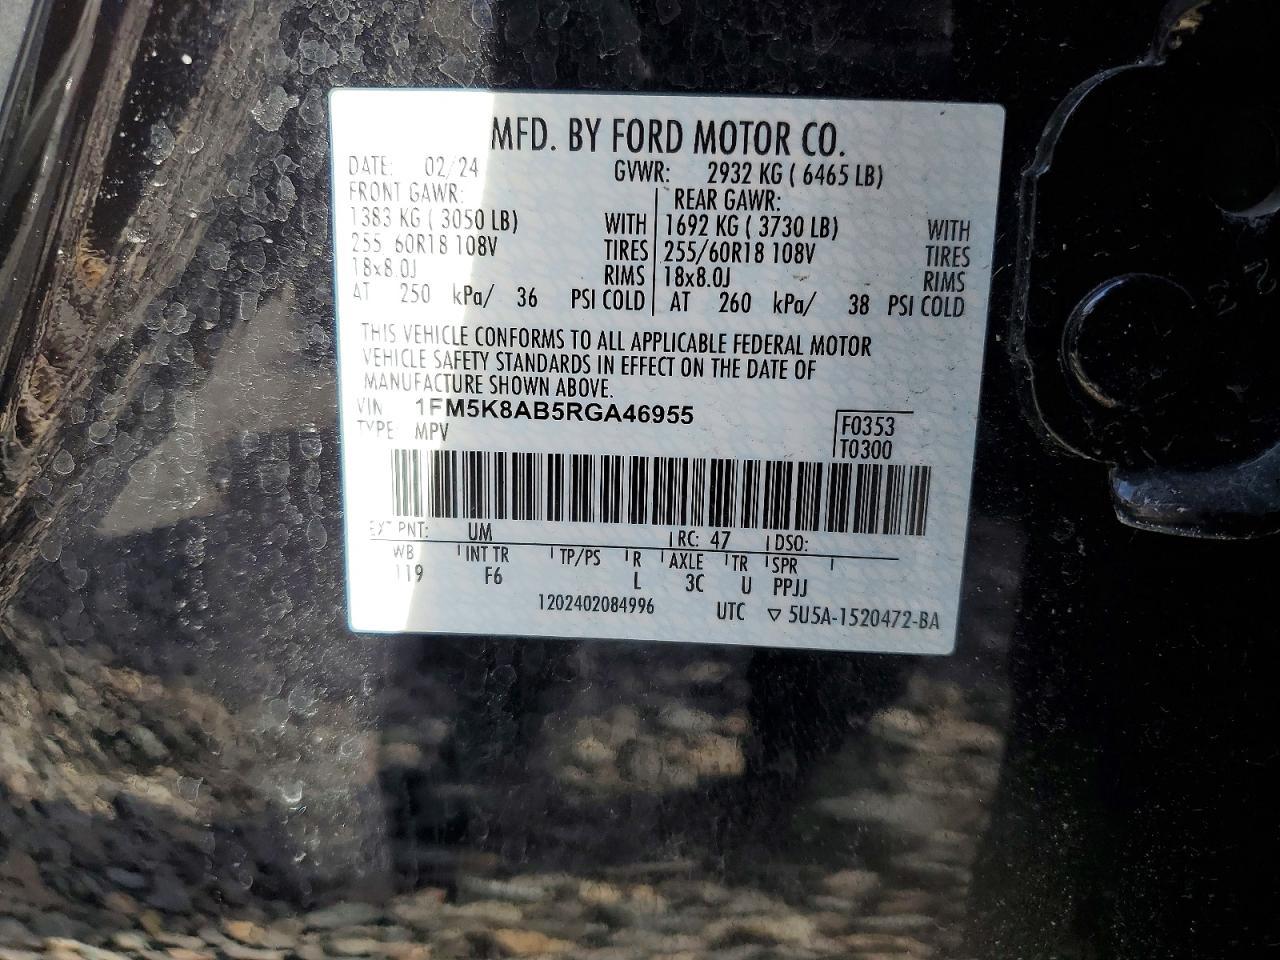 MFD. BY FORD MOTOR CO.
DATE: 02/24 GVWR: 2932 KG ( 6465 LB)
FRONT GAWR: REAR GAWR:
1383 KG ( 3050 LB) WITH 1692 KG ( 3730 LB) WITH
255 60R18 108V TIRES 255/60R18 108V TIRES
18x8.0J RIMS 18x8.0J RIMS
AT 250 kPa/ 36 PSI COLD AT 260 kPa/ 38 PSI COLD
THIS VEHICLE CONFORMS TO ALL APPLICABLE FEDERAL MOTOR
VEHICLE SAFETY STANDARDS IN EFFECT ON THE DATE OF
MANUFACTURE SHOWN ABOVE.
VIN 1FM5K8AB5RGA46955 F0353
TYPE MPV T0300
EXT PNT: UM RC: 47 DSO:
WB INT TR TP/PS R AXLE TR SPR
119 F6 L 3C U PPJJ
1202402084996 UTC ▽ 5U5A-1520472-BA